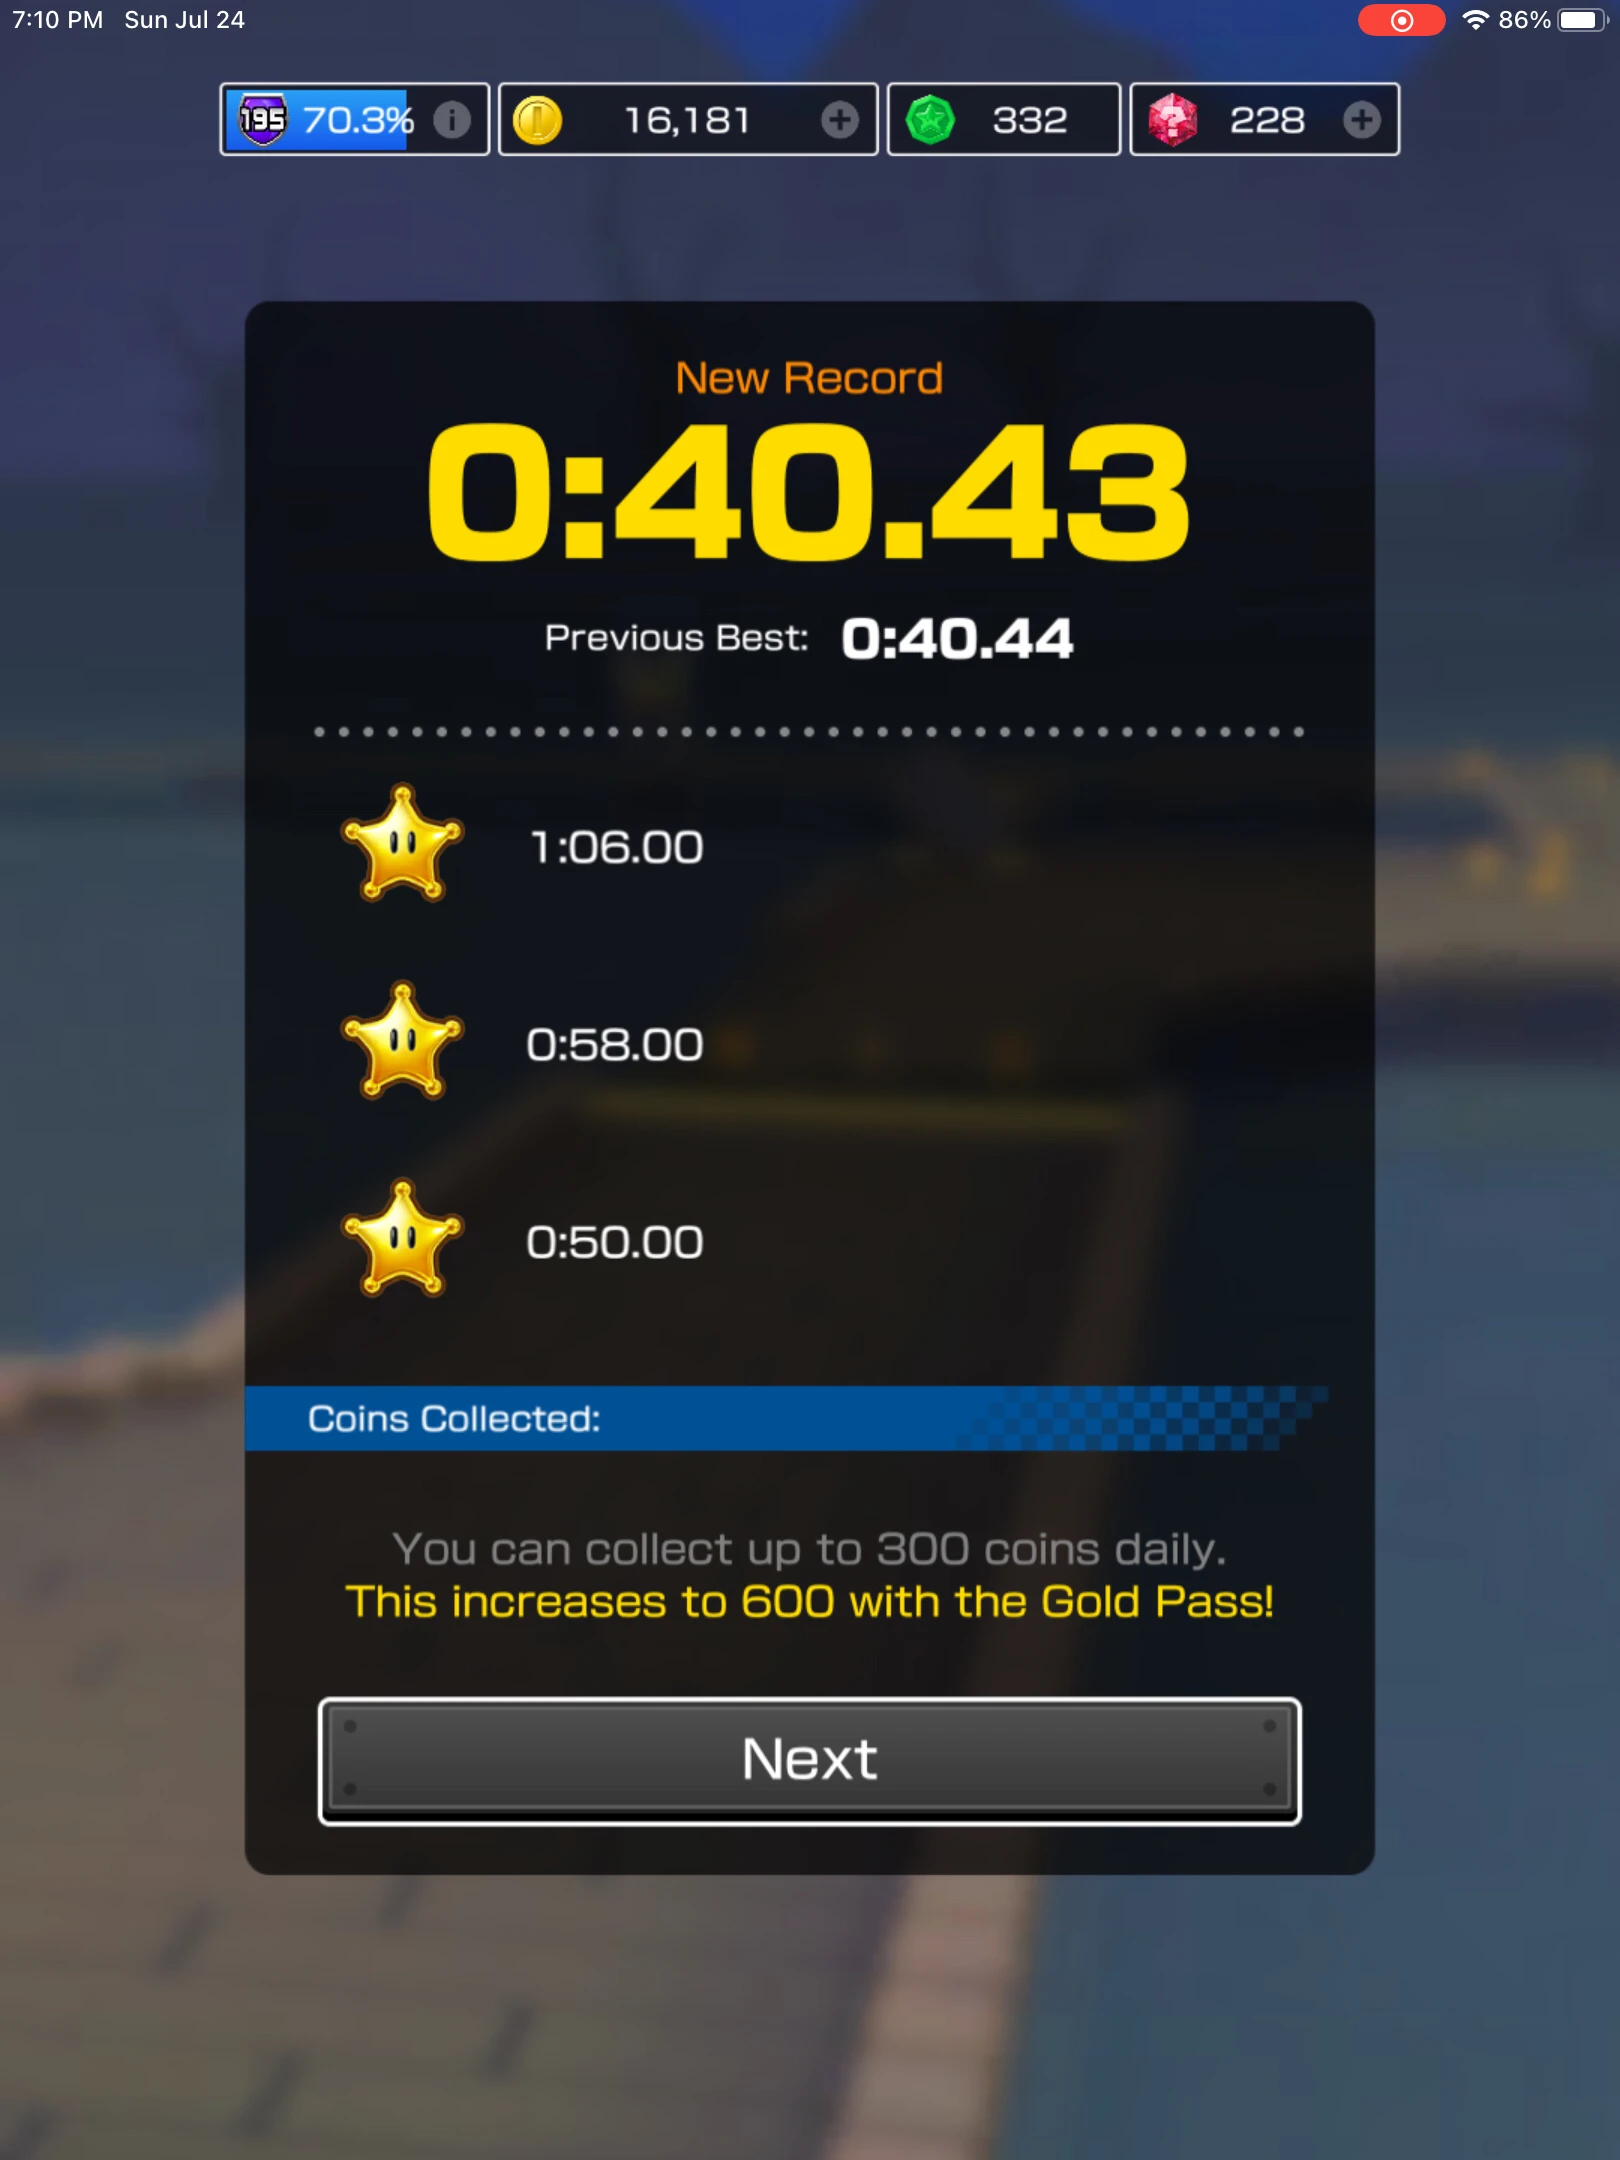 7:10 PM Sun Jul 24 86%
195 70.3% i 16,181 + 332 ? 228 +
New Record
0:40.43
Previous Best: 0:40.44
1:06.00
0:58.00
0:50.00
Coins Collected:
You can collect up to 300 coins daily.
This increases to 600 with the Gold Pass!
Next